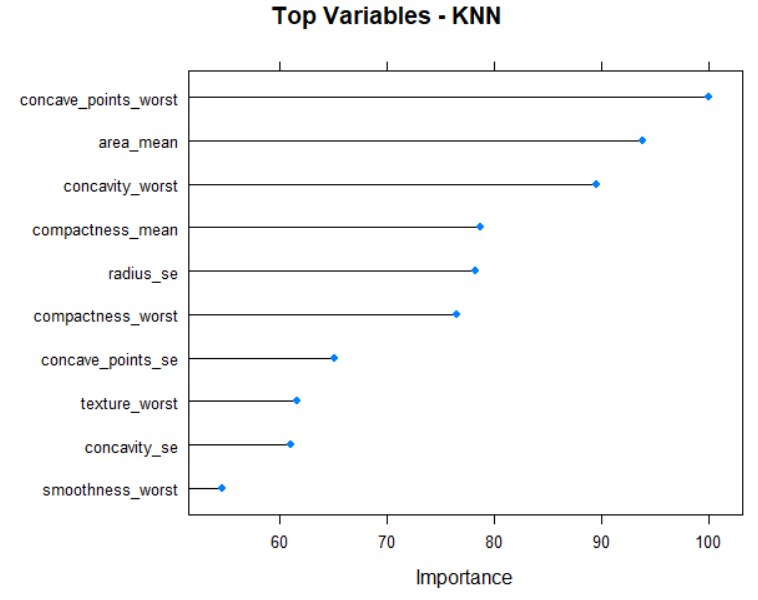 Top Variables - KNN
concave_points_worst
area_mean
concavity_worst
compactness_mean
radius_se
compactness_worst
concave_points_se
texture_worst
concavity_se
smoothness_worst
60 70 80 90 100
Importance